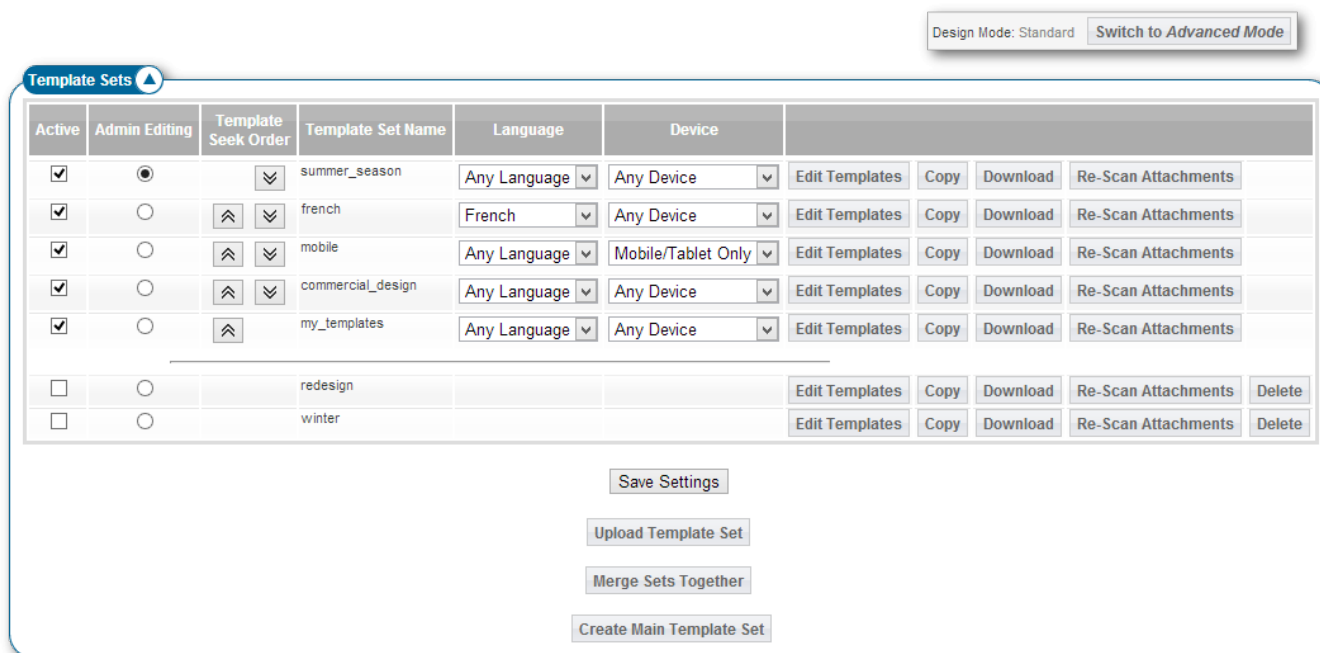 Design Mode: Standard Switch to Advanced Mode
Template Sets
Active Admin Editing Template Seek Order Template Set Name Language Device
summer_season Any Language Any Device Edit Templates Copy Download Re-Scan Attachments
french French Any Device Edit Templates Copy Download Re-Scan Attachments
mobile Any Language Mobile/Tablet Only Edit Templates Copy Download Re-Scan Attachments
commercial_design Any Language Any Device Edit Templates Copy Download Re-Scan Attachments
my_templates Any Language Any Device Edit Templates Copy Download Re-Scan Attachments
redesign Edit Templates Copy Download Re-Scan Attachments Delete
winter Edit Templates Copy Download Re-Scan Attachments Delete
Save Settings
Upload Template Set
Merge Sets Together
Create Main Template Set